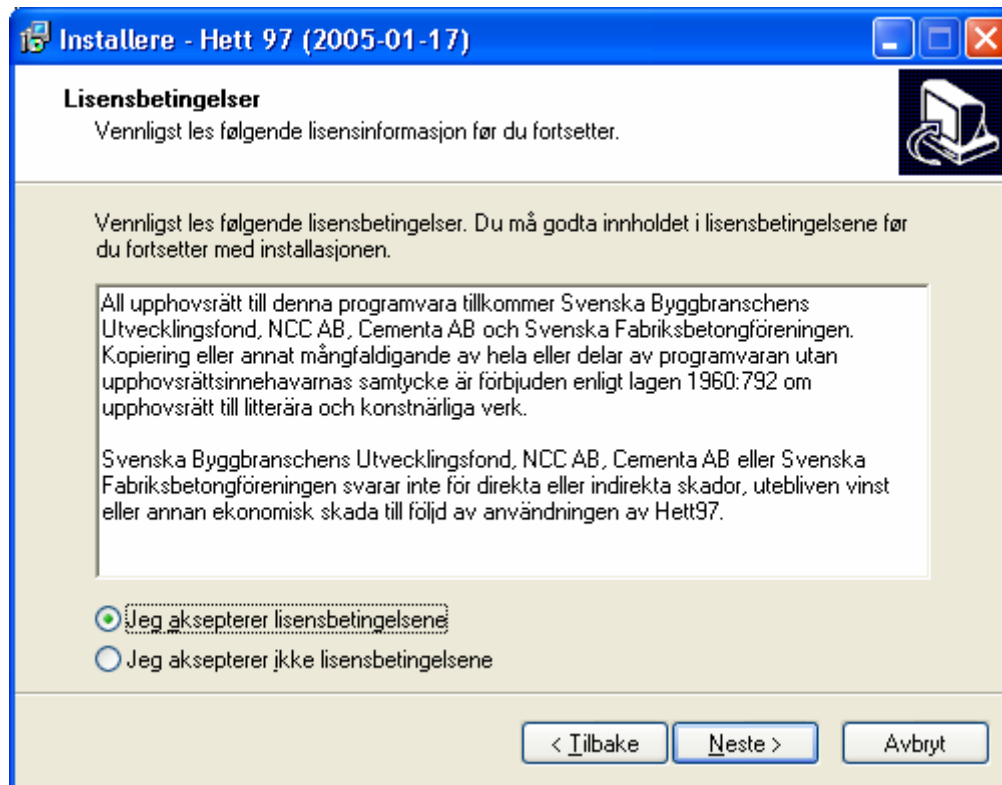 Installere - Hett 97 (2005-01-17)
Lisensbetingelser
Vennligst les følgende lisensinformasjon før du fortsetter.
Vennligst les følgende lisensbetingelser. Du må godta innholdet i lisensbetingelsene før
du fortsetter med installasjonen.
All upphovsrätt till denna programvara tillkommer Svenska Byggbranschens
Utvecklingsfond, NCC AB, Cementa AB och Svenska Fabriksbetongföreningen.
Kopiering eller annat mångfaldigande av hela eller delar av programvaran utan
upphovsrättsinnehavarnas samtycke är förbjuden enligt lagen 1960:792 om
upphovsrätt till litterära och konstnärliga verk.
Svenska Byggbranschens Utvecklingsfond, NCC AB, Cementa AB eller Svenska
Fabriksbetongföreningen svarar inte för direkta eller indirekta skador, utebliven vinst
eller annan ekonomisk skada till följd av användningen av Hett97.
Jeg aksepterer lisensbetingelsene
Jeg aksepterer ikke lisensbetingelsene
< Tilbake Neste > Avbryt